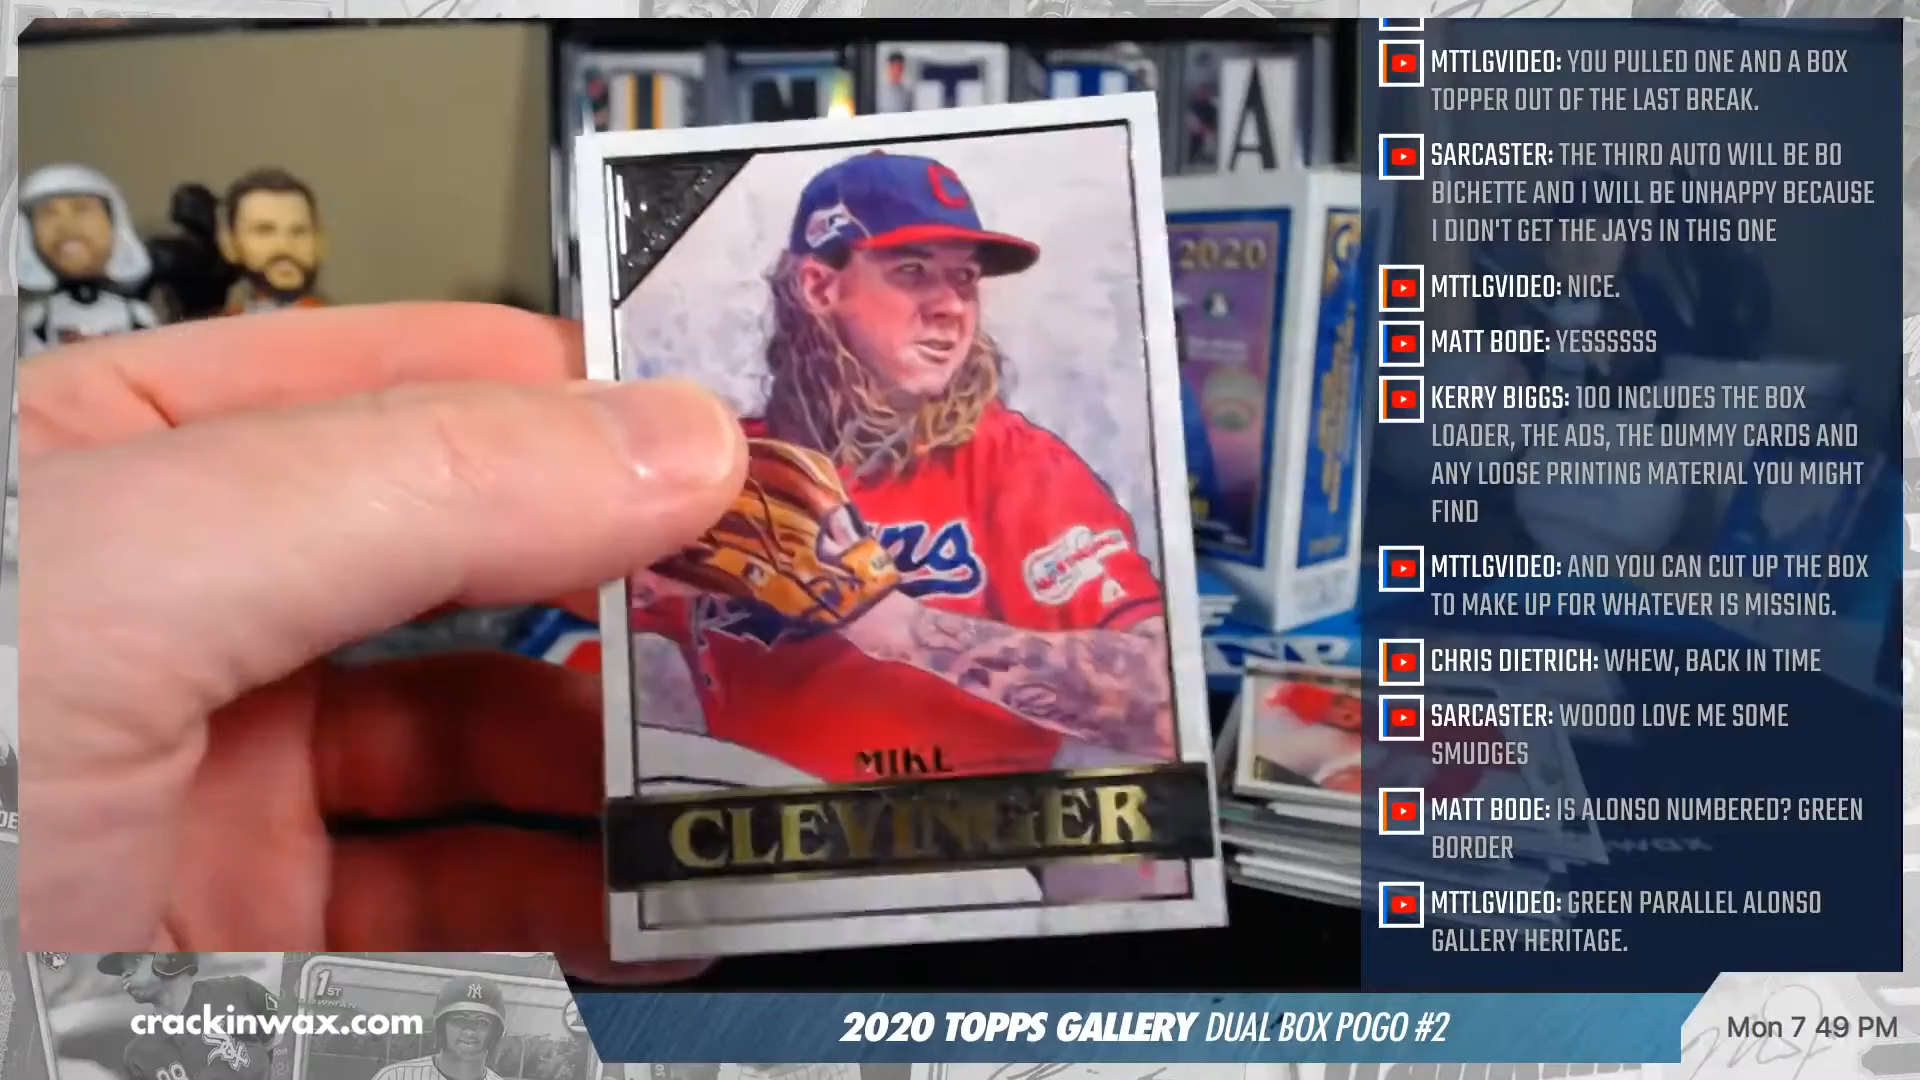 MTTLGVIDEO: YOU PULLED ONE AND A BOX
TOPPER OUT OF THE LAST BREAK.
SARCASTER: THE THIRD AUTO WILL BE BO
BICHETTE AND I WILL BE UNHAPPY BECAUSE
I DIDN'T GET THE JAYS IN THIS ONE
MTTLGVIDEO: NICE.
MATT BODE: YESSSSSS
KERRY BIGGS: 100 INCLUDES THE BOX
LOADER, THE ADS, THE DUMMY CARDS AND
ANY LOOSE PRINTING MATERIAL YOU MIGHT
FIND
MTTLGVIDEO: AND YOU CAN CUT UP THE BOX
TO MAKE UP FOR WHATEVER IS MISSING.
CHRIS DIETRICH: WHEW, BACK IN TIME
SARCASTER: WOOOO LOVE ME SOME
SMUDGES
MATT BODE: IS ALONSO NUMBERED? GREEN
BORDER
MTTLGVIDEO: GREEN PARALLEL ALONSO
GALLERY HERITAGE.
A
2020
C
MIKE
CLEVINGER
1ST
crackinwax.com
2020 TOPPS GALLERY DUAL BOX POGO #2
Mon 7 49 PM